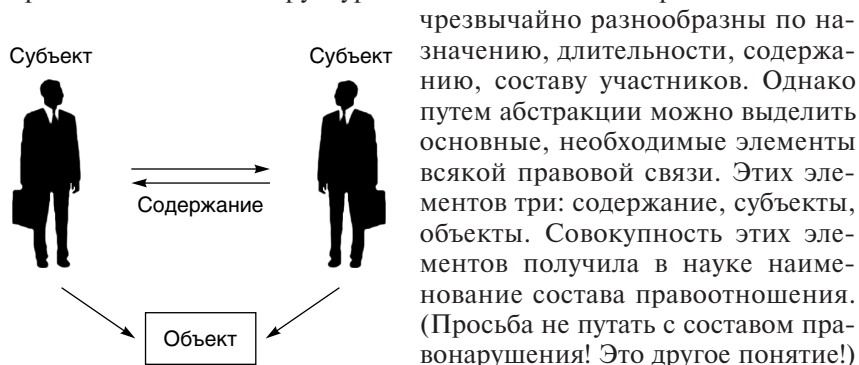 чрезвычайно разнообразны по на-
значению, длительности, содержа-
нию, составу участников. Однако
путем абстракции можно выделить
основные, необходимые элементы
всякой правовой связи. Этих эле-
ментов три: содержание, субъекты,
объекты. Совокупность этих эле-
ментов получила в науке наиме-
нование состава правоотношения.
(Просьба не путать с составом пра-
вонарушения! Это другое понятие!)
Субъект
Субъект
Содержание
Объект